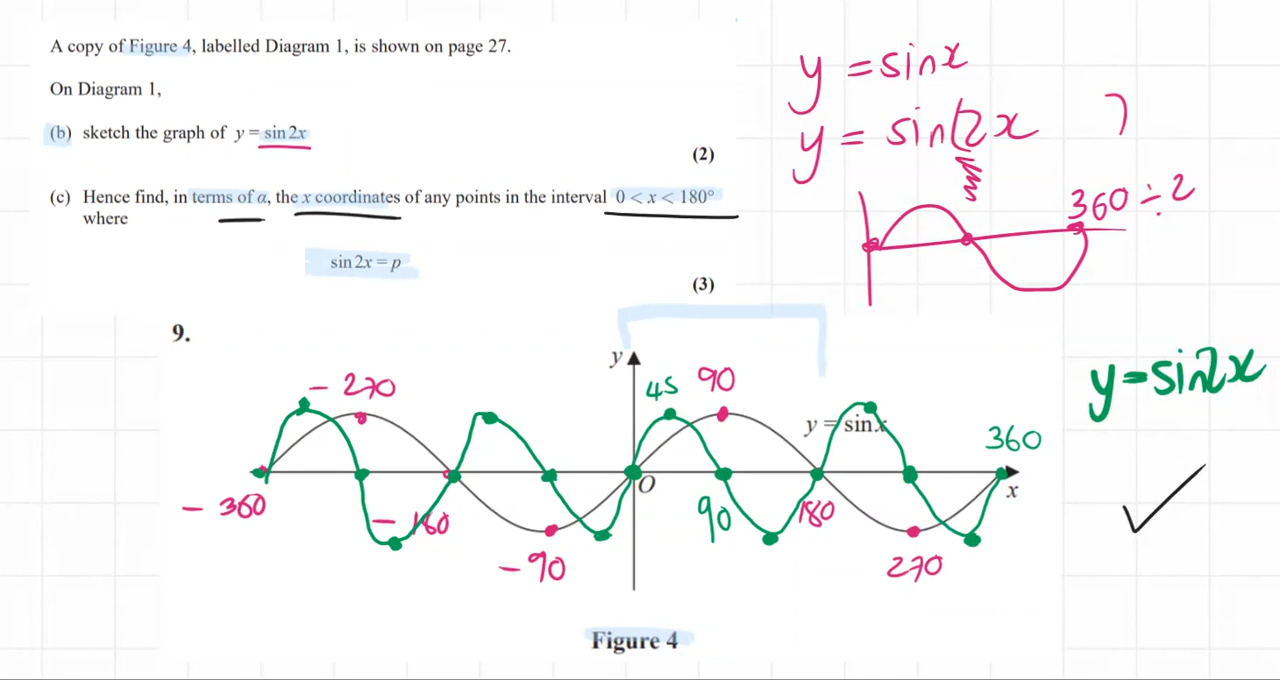 A copy of Figure 4, labelled Diagram 1, is shown on page 27.
On Diagram 1,
(b) sketch the graph of y = sin 2x
(2)
(c) Hence find, in terms of α, the x coordinates of any points in the interval 0 < x < 180°
where
sin 2x = p
(3)
y = sinx
y = sin(2x )
360 ÷ 2
9.
y
- 270
45
90
y = sin x
360
O
x
- 360
- 180
- 90
90
180
270
y=sin2x
Figure 4